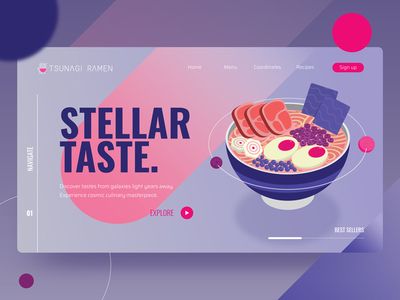 TSUNAGI RAMEN
Home
Menu
Coordinates
Recipes
Sign up
STELLAR
TASTE.
NAVIGATE
Discover tastes from galaxies light years away.
Experience cosmic culinary masterpiece.
01
EXPLORE
BEST SELLERS